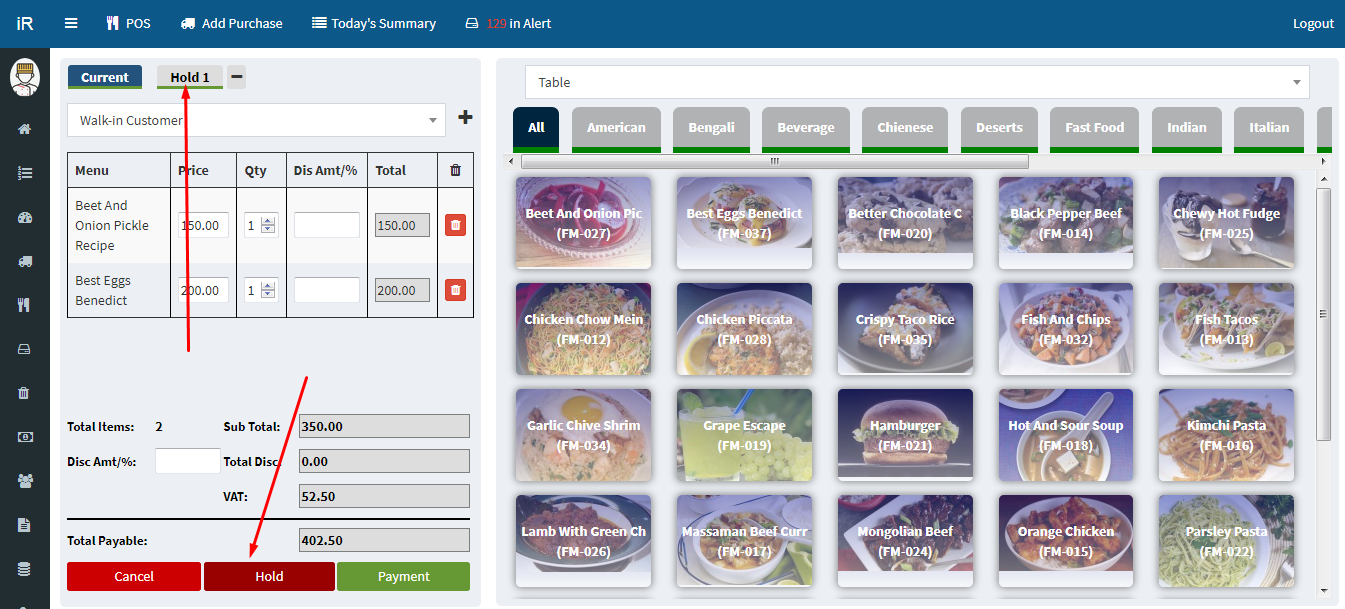 iR
POS
Add Purchase
Today's Summary
129 in Alert
Logout
Current
Hold 1
Walk-in Customer
Menu Price Qty Dis Amt/% Total
Beet And
Onion Pickle
Recipe
150.00 1 150.00
Best Eggs
Benedict
200.00 1 200.00
Total Items: 2 Sub Total: 350.00
Disc Amt/%: Total Disc: 0.00
VAT: 52.50
Total Payable: 402.50
Cancel Hold Payment
Table
All American Bengali Beverage Chienese Deserts Fast Food Indian Italian
Beet And Onion Pic
(FM-027)
Best Eggs Benedict
(FM-037)
Better Chocolate C
(FM-020)
Black Pepper Beef
(FM-014)
Chewy Hot Fudge
(FM-025)
Chicken Chow Mein
(FM-012)
Chicken Piccata
(FM-028)
Crispy Taco Rice
(FM-035)
Fish And Chips
(FM-032)
Fish Tacos
(FM-013)
Garlic Chive Shrim
(FM-034)
Grape Escape
(FM-019)
Hamburger
(FM-021)
Hot And Sour Soup
(FM-018)
Kimchi Pasta
(FM-016)
Lamb With Green Ch
(FM-026)
Massaman Beef Curr
(FM-017)
Mongolian Beef
(FM-024)
Orange Chicken
(FM-015)
Parsley Pasta
(FM-022)